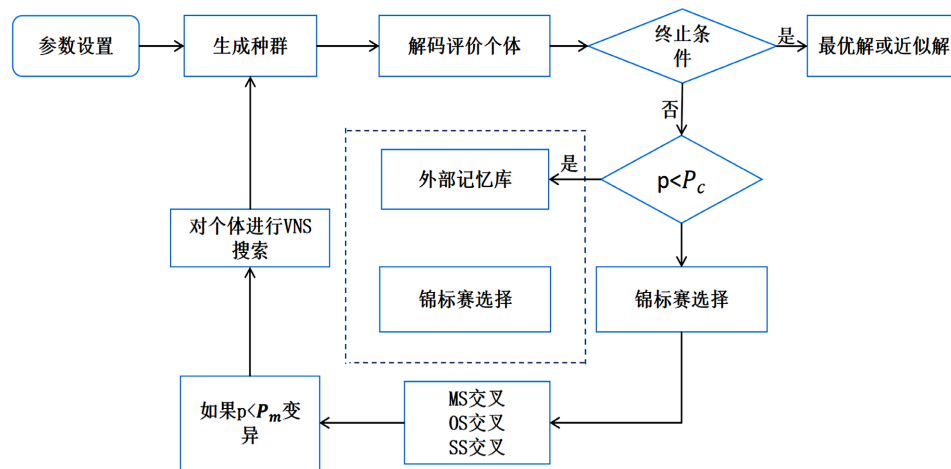 参数设置
生成种群
解码评价个体
终止条
件
是
最优解或近似解
否
外部记忆库
是
p<P_c
对个体进行VNS
搜索
锦标赛选择
锦标赛选择
如果p<P_m变
异
MS交叉
OS交叉
SS交叉